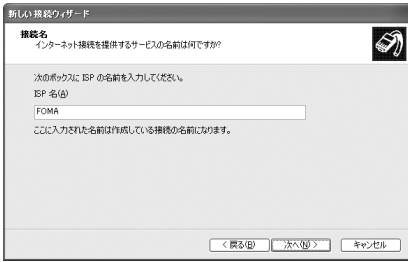 新しい接続ウィザード
接続名
インターネット接続を提供するサービスの名前は何ですか?
次のボックスに ISP の名前を入力してください。
ISP 名(A)
FOMA
ここに入力された名前は作成している接続の名前になります。
< 戻る(B)
次へ(N) >
キャンセル